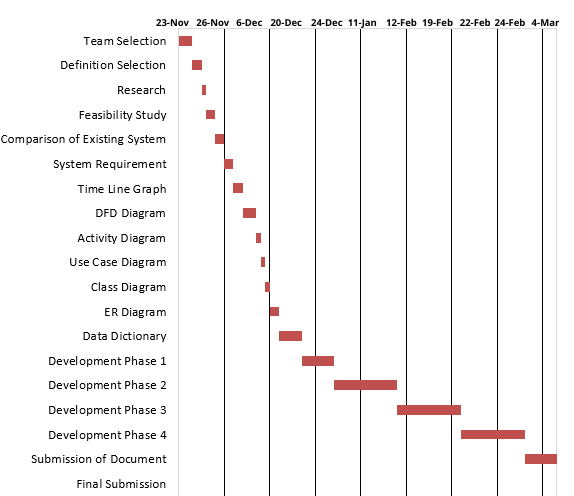 23-Nov 26-Nov 6-Dec 20-Dec 24-Dec 11-Jan 12-Feb 19-Feb 22-Feb 24-Feb 4-Mar
Team Selection
Definition Selection
Research
Feasibility Study
Comparison of Existing System
System Requirement
Time Line Graph
DFD Diagram
Activity Diagram
Use Case Diagram
Class Diagram
ER Diagram
Data Dictionary
Development Phase 1
Development Phase 2
Development Phase 3
Development Phase 4
Submission of Document
Final Submission